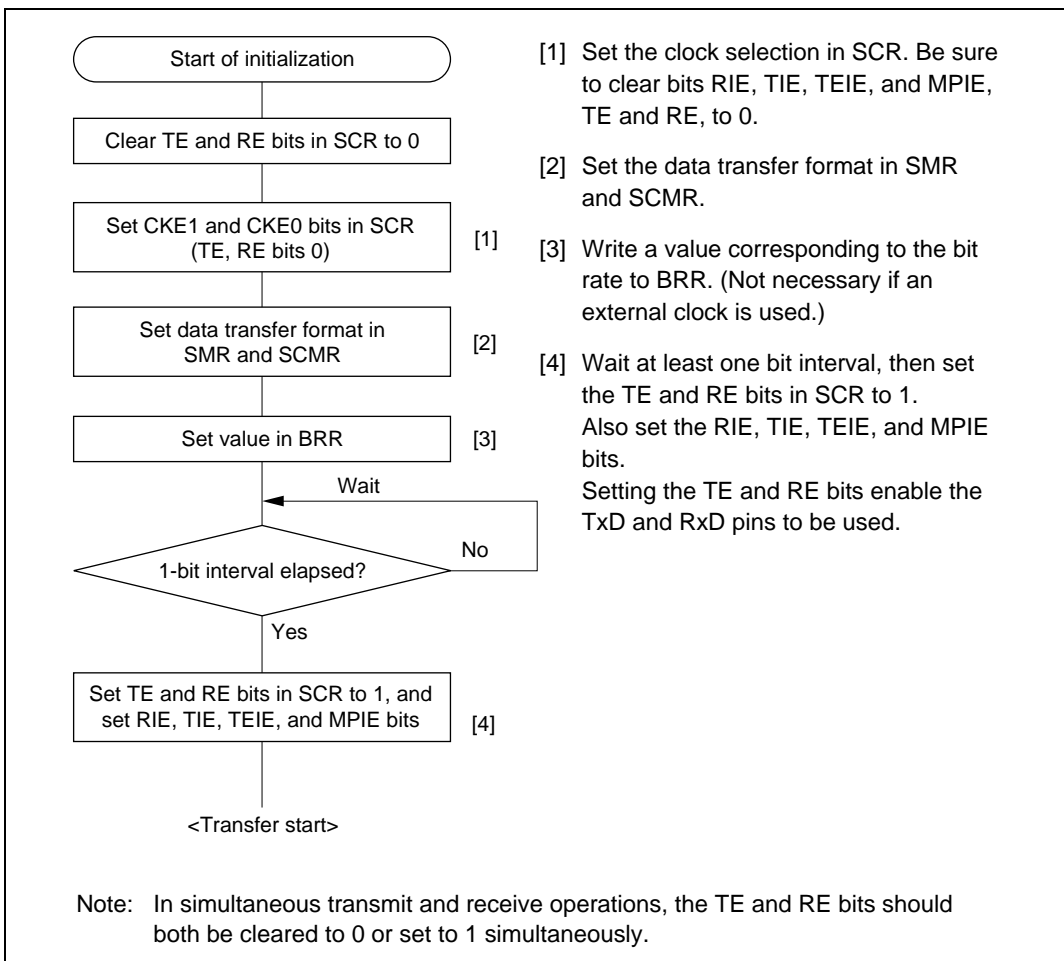 Start of initialization
Clear TE and RE bits in SCR to 0
Set CKE1 and CKE0 bits in SCR
(TE, RE bits 0)
[1]
Set data transfer format in
SMR and SCMR
[2]
Set value in BRR
[3]
Wait
1-bit interval elapsed?
No
Yes
Set TE and RE bits in SCR to 1, and
set RIE, TIE, TEIE, and MPIE bits
[4]
<Transfer start>
[1] Set the clock selection in SCR. Be sure
to clear bits RIE, TIE, TEIE, and MPIE,
TE and RE, to 0.
[2] Set the data transfer format in SMR
and SCMR.
[3] Write a value corresponding to the bit
rate to BRR. (Not necessary if an
external clock is used.)
[4] Wait at least one bit interval, then set
the TE and RE bits in SCR to 1.
Also set the RIE, TIE, TEIE, and MPIE
bits.
Setting the TE and RE bits enable the
TxD and RxD pins to be used.
Note: In simultaneous transmit and receive operations, the TE and RE bits should
both be cleared to 0 or set to 1 simultaneously.